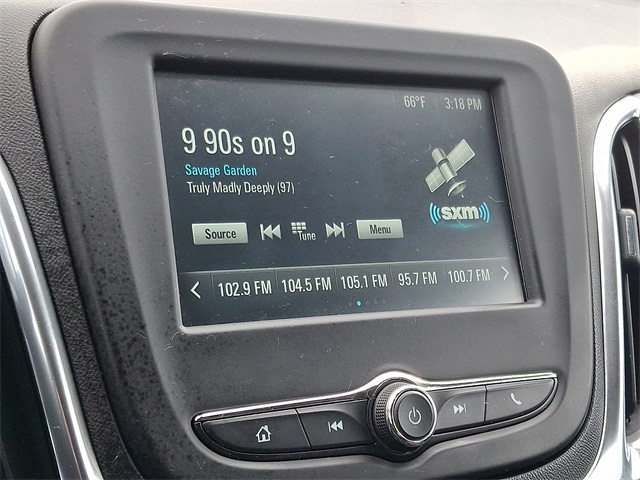 66°F 3:18 PM
9 90s on 9
Savage Garden
Truly Madly Deeply (97)
sxm
Source Tune Menu
102.9 FM 104.5 FM 105.1 FM 95.7 FM 100.7 FM